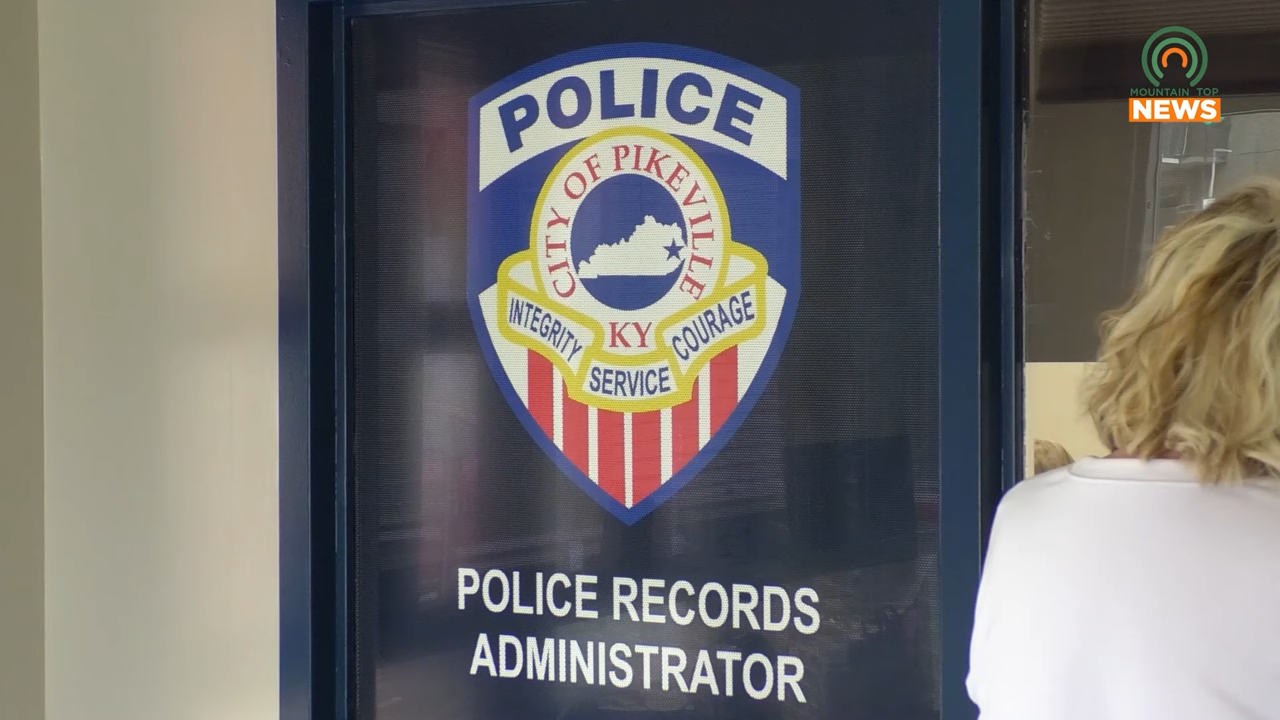 POLICE
CITY OF PIKEVILLE
KY
INTEGRITY
SERVICE
COURAGE
POLICE RECORDS
ADMINISTRATOR
MOUNTAIN TOP
NEWS